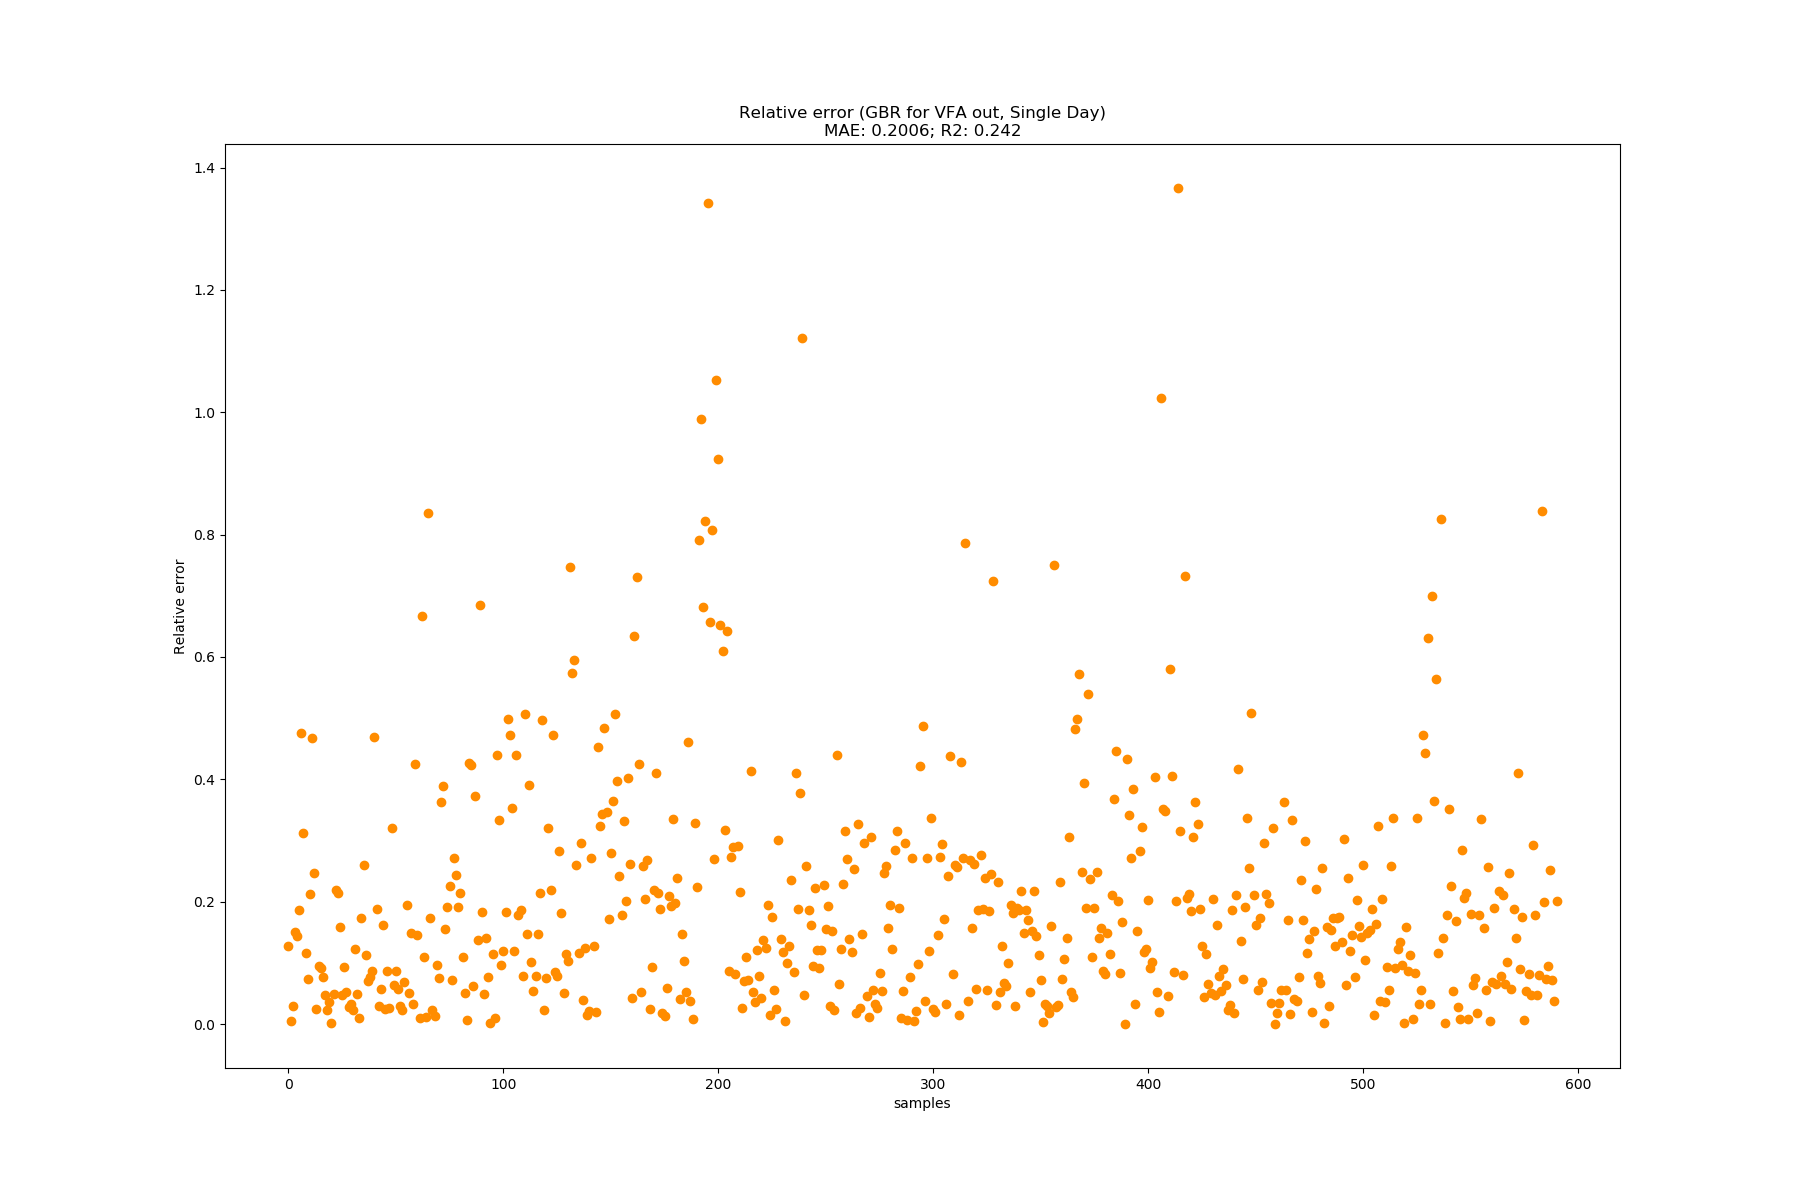 Relative error (GBR for VFA out, Single Day)
MAE: 0.2006; R2: 0.242
1.4
1.2
1.0
0.8
0.6
0.4
0.2
0.0
Relative error
0 100 200 300 400 500 600
samples